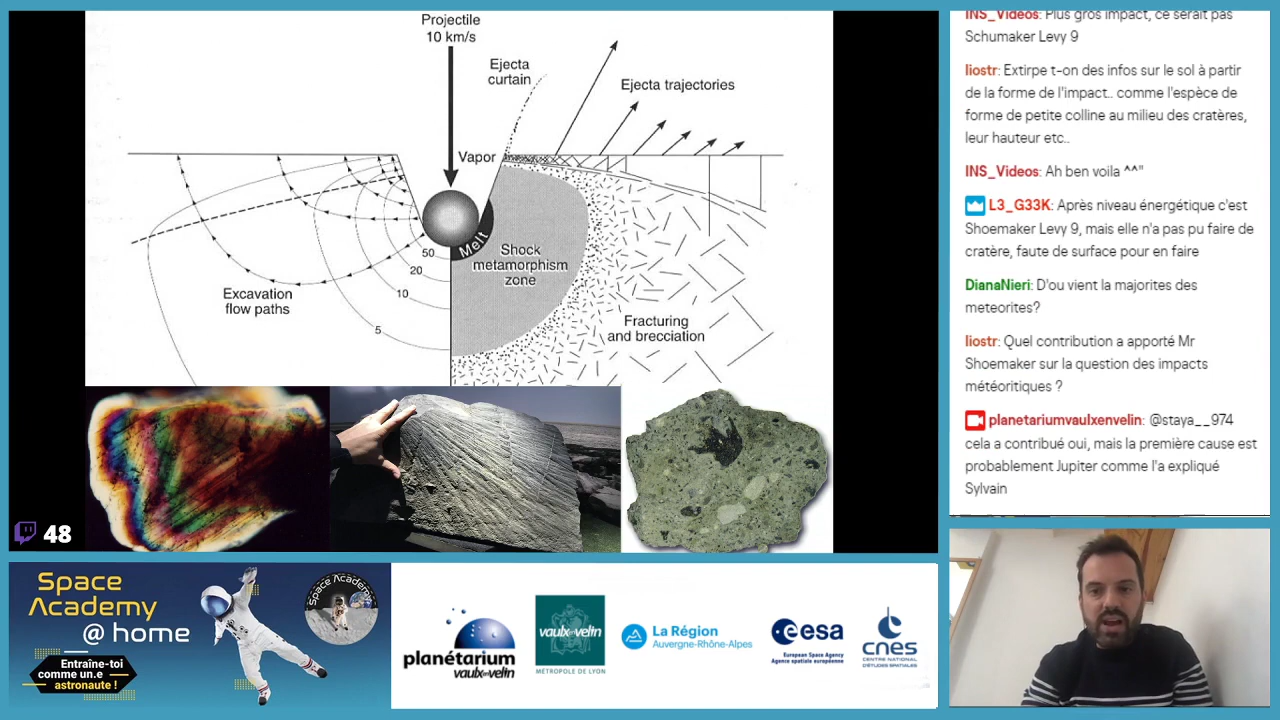 Projectile
10 km/s
Ejecta
curtain
Ejecta trajectories
Vapor
Melt
50
20
10
5
Shock
metamorphism
zone
Excavation
flow paths
Fracturing
and brecciation
48
INS_Videos: Plus gros impact, ce serait pas
Schumaker Levy 9
liostr: Extirpe t-on des infos sur le sol à partir
de la forme de l'impact.. comme l'espèce de
forme de petite colline au milieu des cratères,
leur hauteur etc..
INS_Videos: Ah ben voila ^^"
L3_G33K: Après niveau énergétique c'est
Shoemaker Levy 9, mais elle n'a pas pu faire de
cratère, faute de surface pour en faire
DianaNieri: D'ou vient la majorites des
meteorites?
liostr: Quel contribution a apporté Mr
Shoemaker sur la question des impacts
météoritiques ?
planetariumvaulxenvelin: @staya__974
cela a contribué oui, mais la première cause est
probablement Jupiter comme l'a expliqué
Sylvain
Space
Academy
@ home
Entraîne-toi
comme un.e
astronaute !
Space Academy
planétarium
vaulx en velin
vaulx en velin
MÉTROPOLE DE LYON
La Région
Auvergne-Rhône-Alpes
esa
European Space Agency
Agence spatiale européenne
cnes
CENTRE NATIONAL
D'ÉTUDES SPATIALES